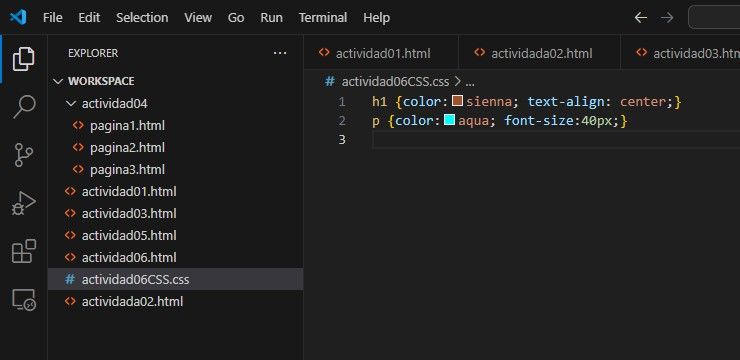 File Edit Selection View Go Run Terminal Help
EXPLORER ...
WORKSPACE
actividad04
pagina1.html
pagina2.html
pagina3.html
actividad01.html
actividad03.html
actividad05.html
actividad06.html
# actividad06CSS.css
actividada02.html
actividad01.html actividada02.html
# actividad06CSS.css > ...
1 h1 {color: sienna; text-align: center;}
2 p {color: aqua; font-size:40px;}
3